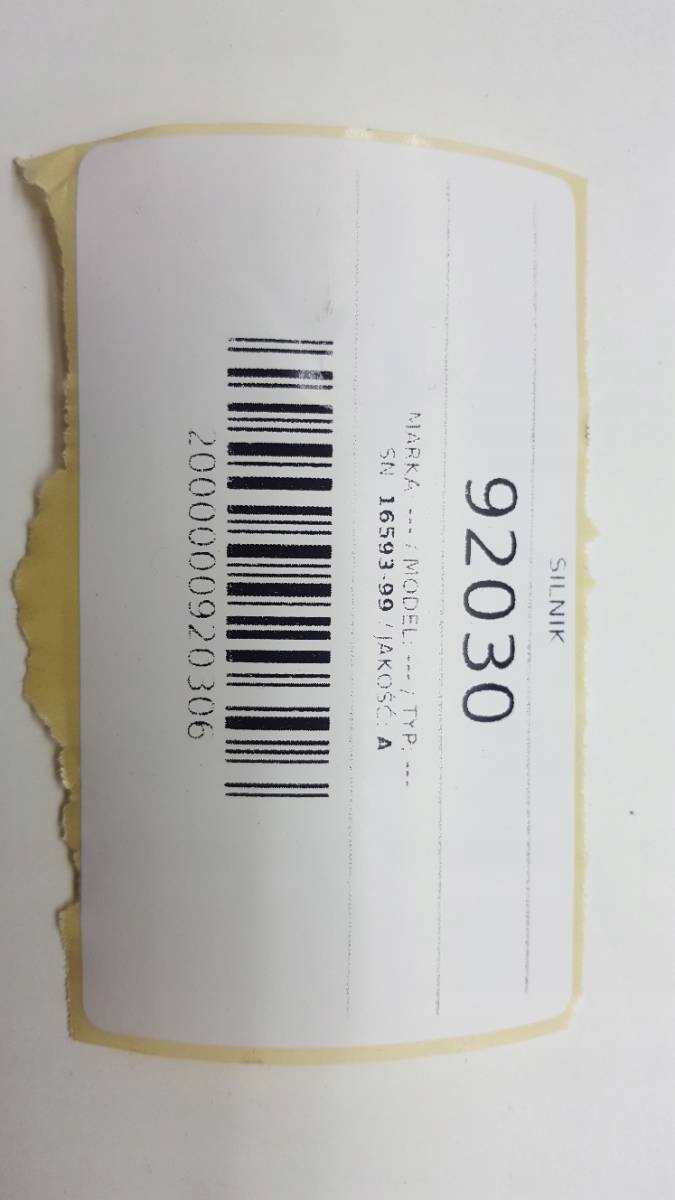 SILNIK
92030
MARKA: --- / MODEL: --- / TYP: ---
SN: 16593-99 / JAKOŚĆ: A
2000000920306